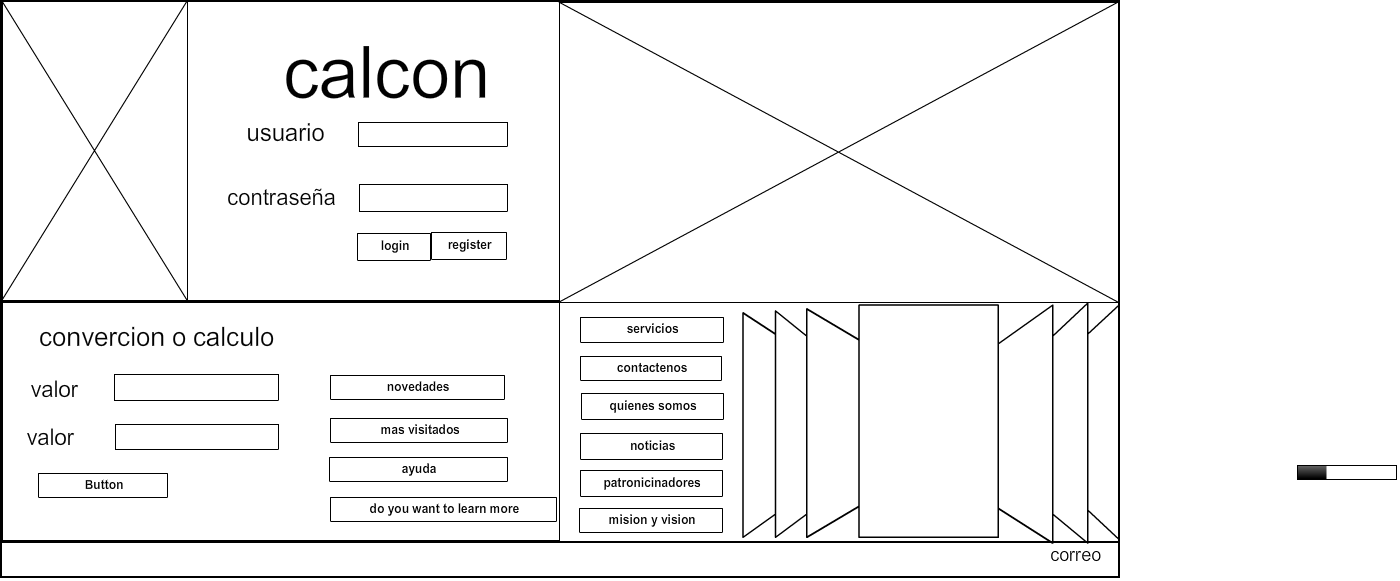 calcon
usuario
contraseña
login register
convercion o calculo
valor
valor
Button
novedades
mas visitados
ayuda
do you want to learn more
servicios
contactenos
quienes somos
noticias
patronicinadores
mision y vision
correo